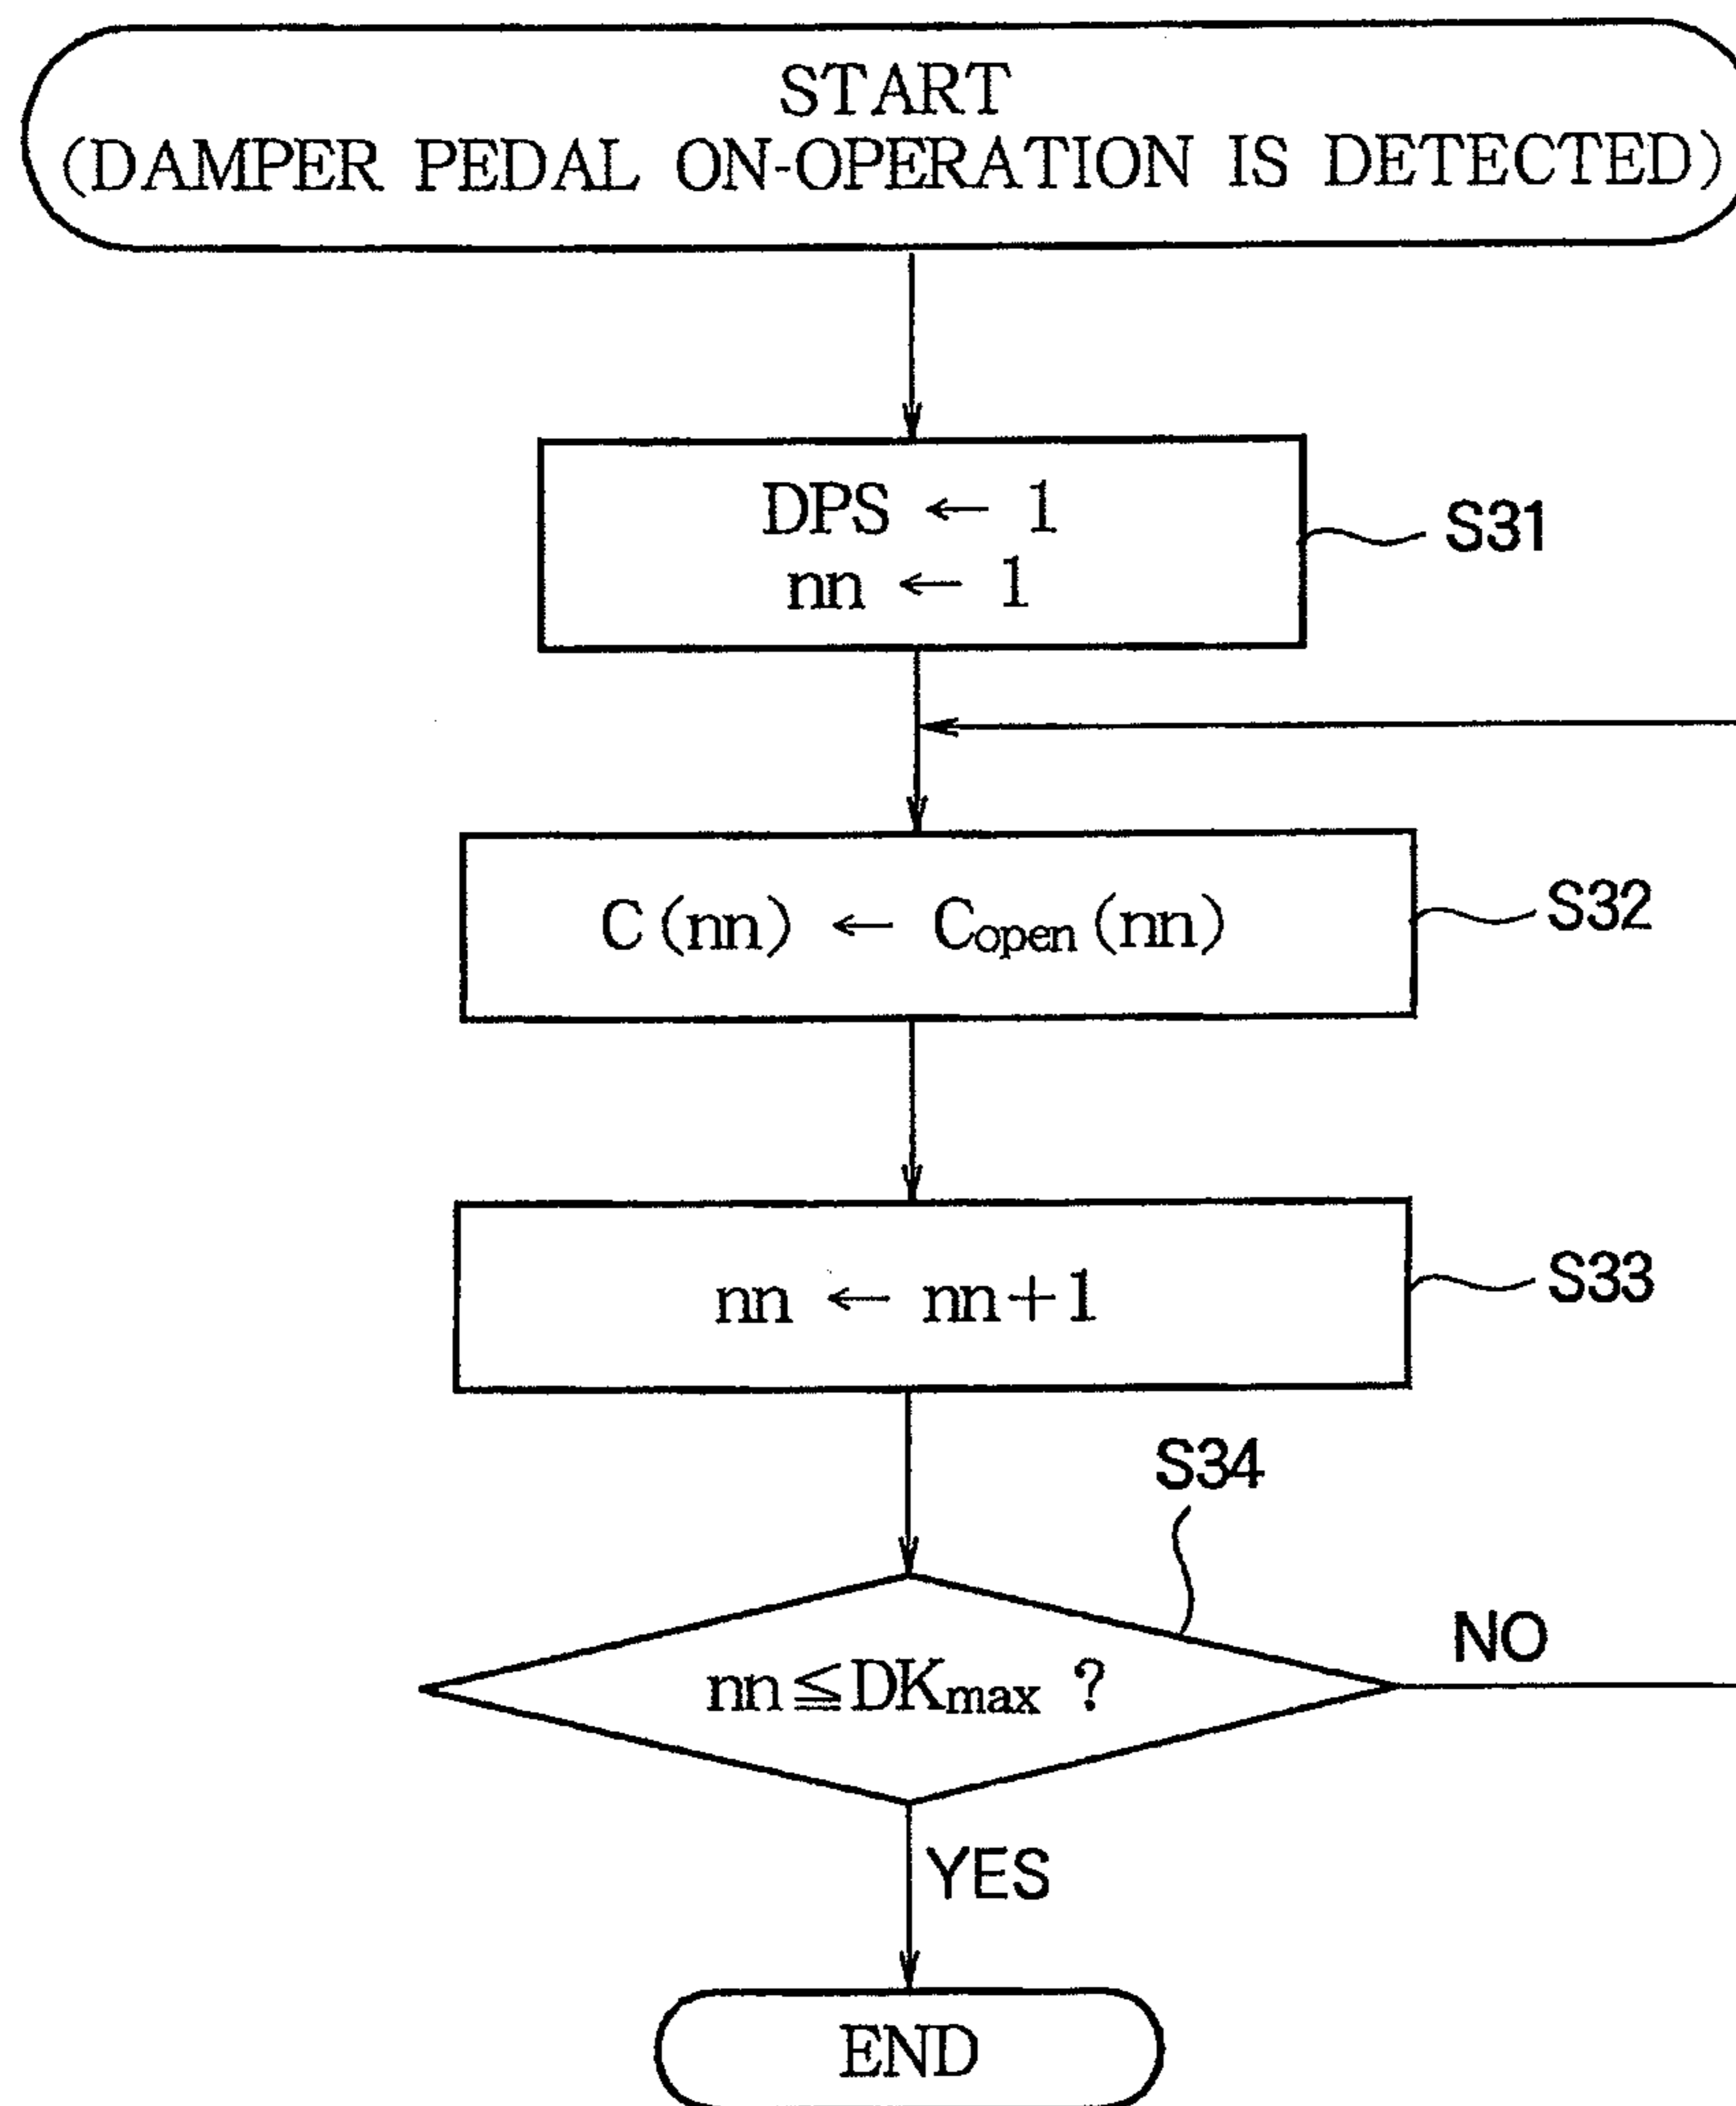 START
(DAMPER PEDAL ON-OPERATION IS DETECTED)
DPS ← 1
nn ← 1
S31
C(nn) ← Copen(nn)
S32
nn ← nn+1
S33
S34
nn≦DKmax ?
NO
YES
END